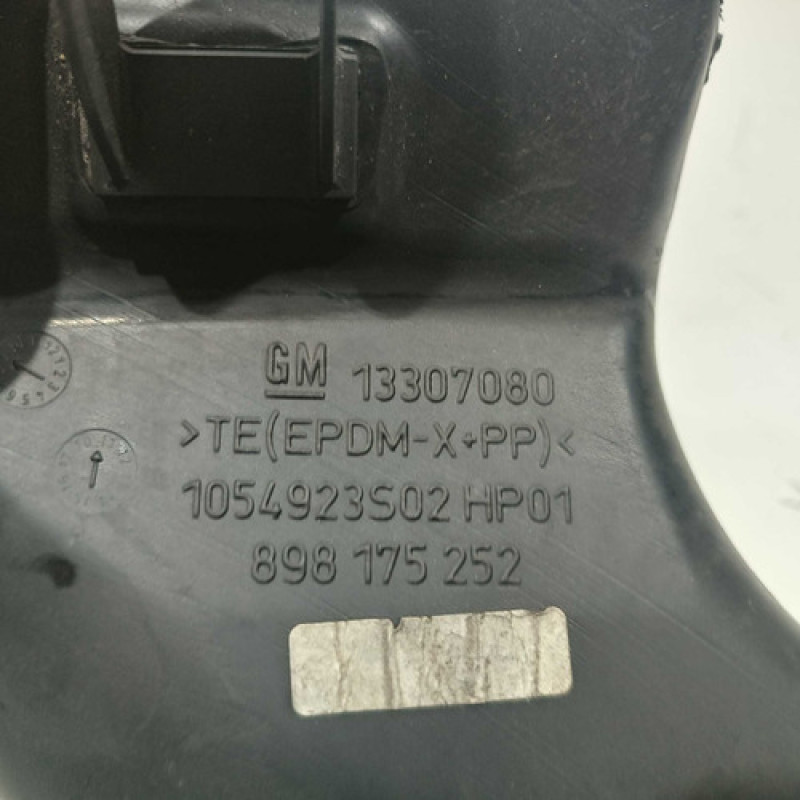 GM 13307080
>TE(EPDM-X+PP)<
1054923S02 HP01
898 175 252